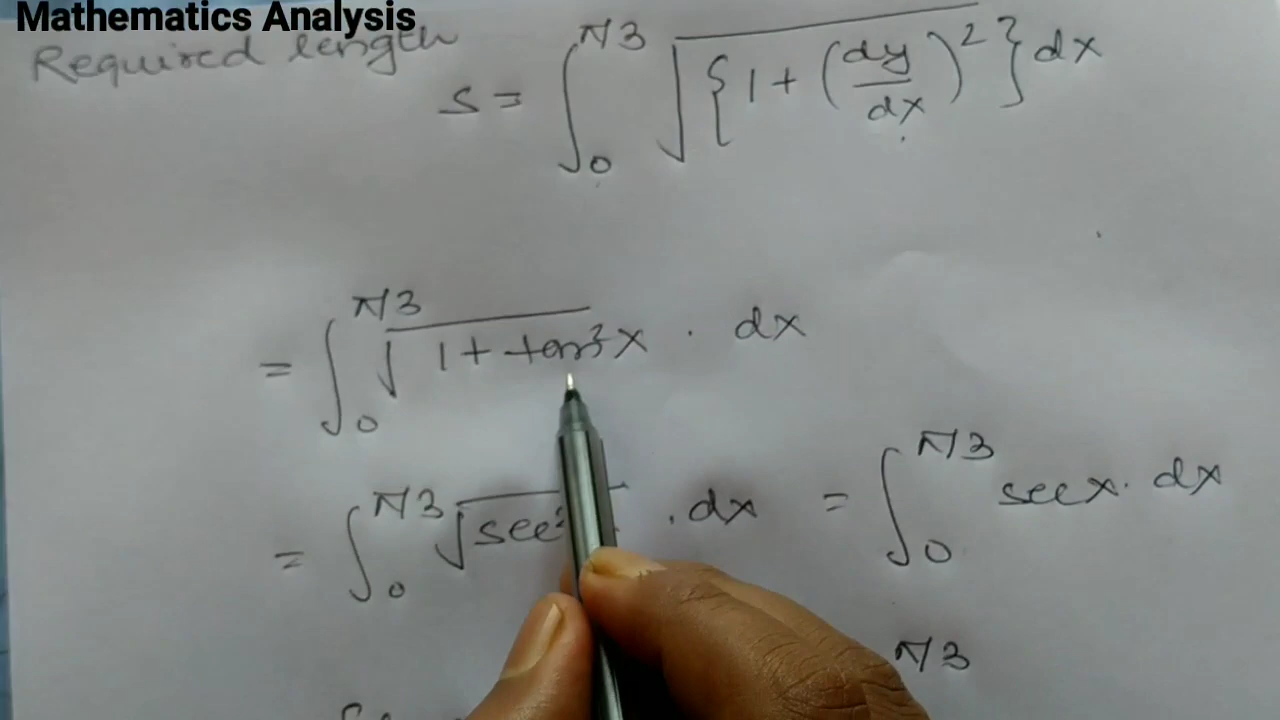 Mathematics Analysis
Required length
s = ∫₀^{π/3} √{1 + (dy/dx)²} dx
= ∫₀^{π/3} √1 + tan²x . dx
= ∫₀^{π/3} √sec² . dx = ∫₀^{π/3} sec x . dx
π/3